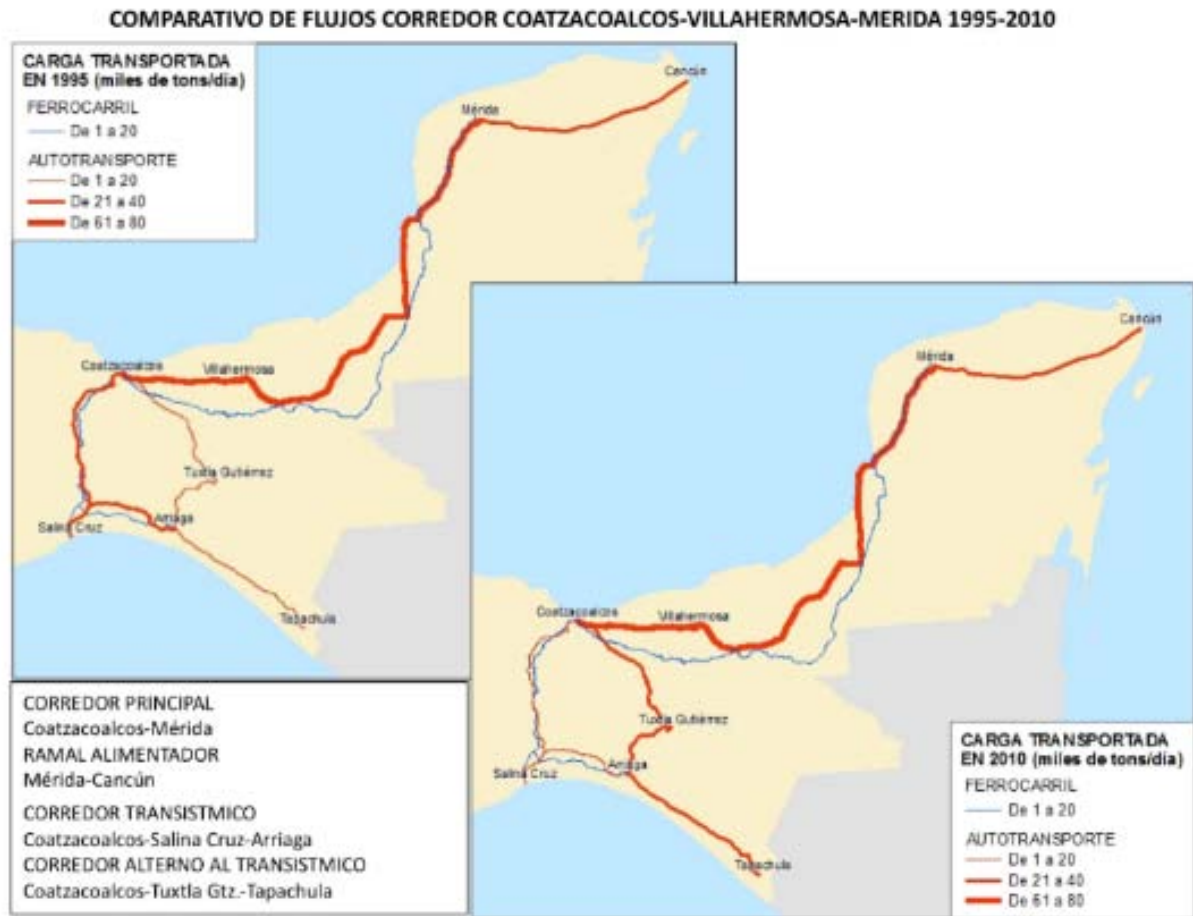 COMPARATIVO DE FLUJOS CORREDOR COATZACOALCOS-VILLAHERMOSA-MERIDA 1995-2010
CARGA TRANSPORTADA
EN 1995 (miles de tons/día)
FERROCARRIL
De 1 a 20
AUTOTRANSPORTE
De 1 a 20
De 21 a 40
De 61 a 80
Cancún
Mérida
Coatzacoalcos
Villahermosa
Tuxtla Gutiérrez
Arriaga
Salina Cruz
Tapachula
Cancún
Mérida
Coatzacoalcos
Villahermosa
Tuxtla Gutiérrez
Arriaga
Salina Cruz
Tapachula
CORREDOR PRINCIPAL
Coatzacoalcos-Mérida
RAMAL ALIMENTADOR
Mérida-Cancún
CORREDOR TRANSISTMICO
Coatzacoalcos-Salina Cruz-Arriaga
CORREDOR ALTERNO AL TRANSISTMICO
Coatzacoalcos-Tuxtla Gtz.-Tapachula
CARGA TRANSPORTADA
EN 2010 (miles de tons/día)
FERROCARRIL
De 1 a 20
AUTOTRANSPORTE
De 1 a 20
De 21 a 40
De 61 a 80